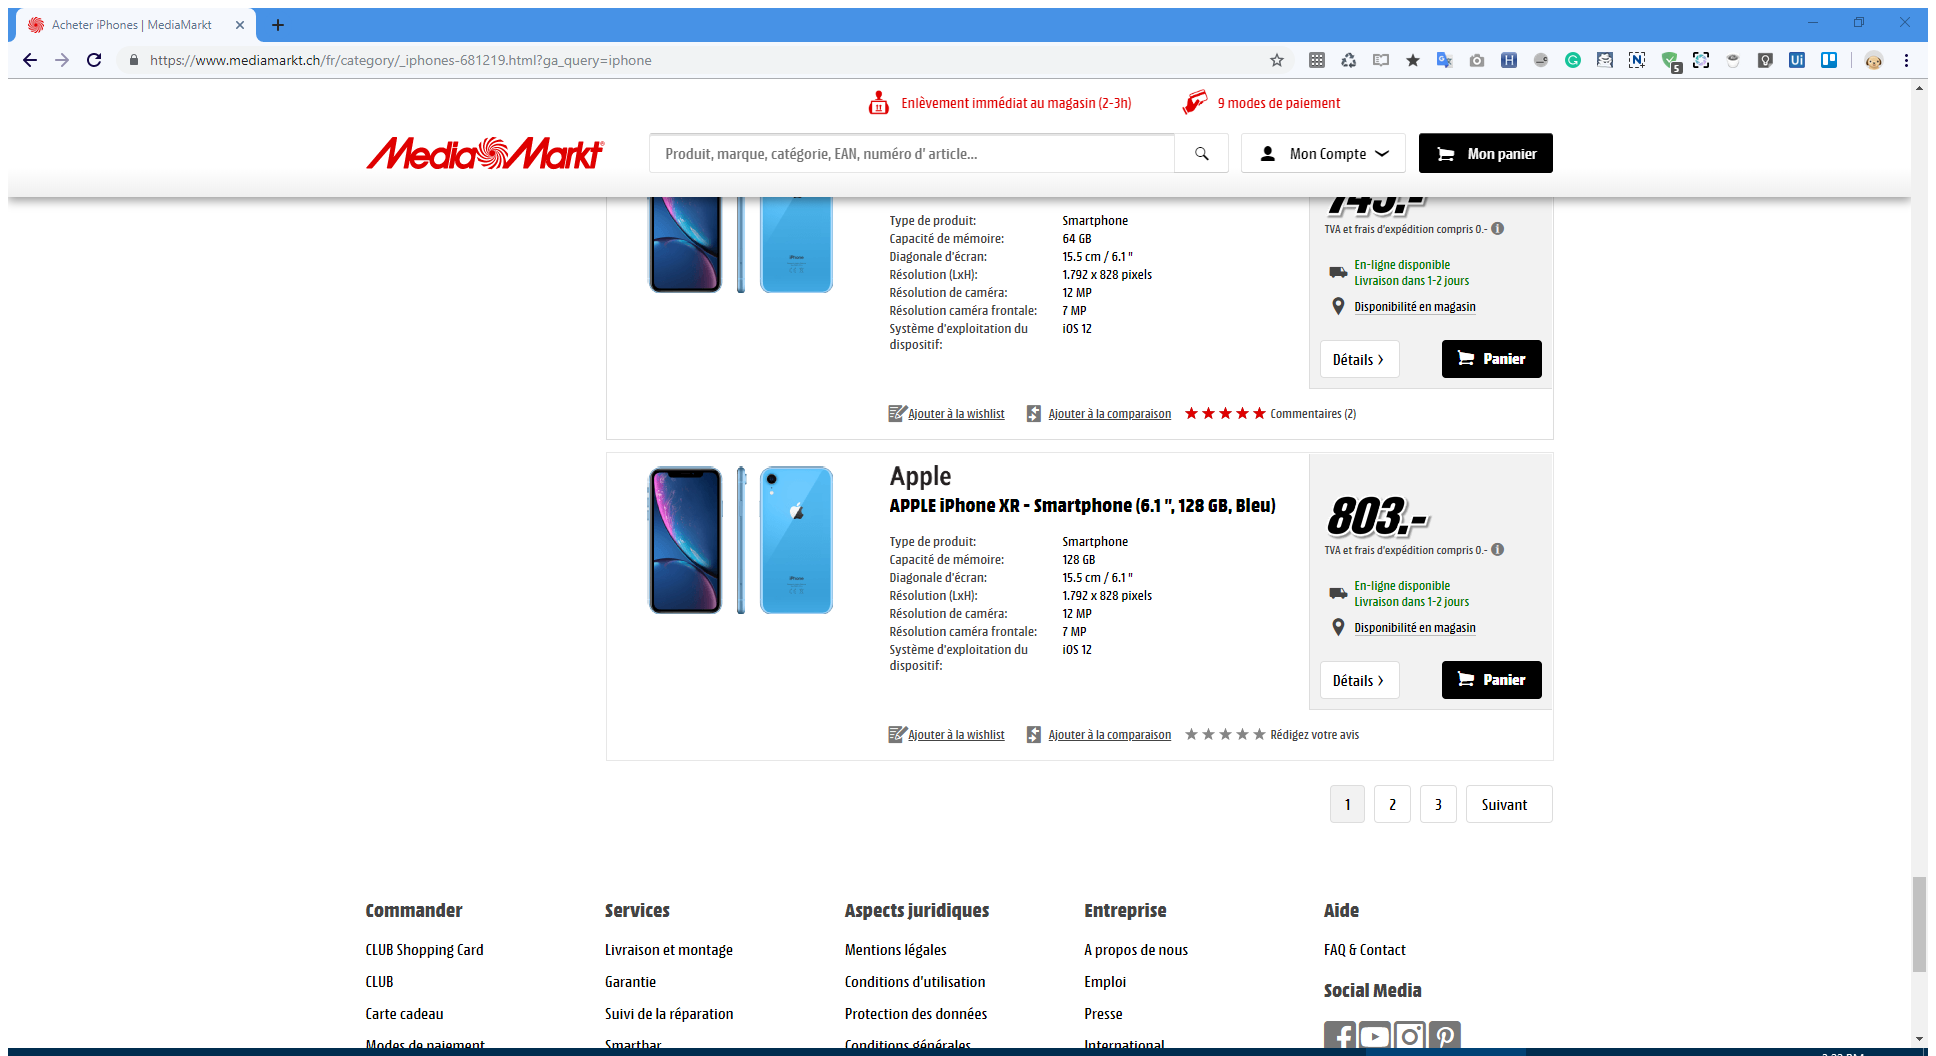 Acheter iPhones | MediaMarkt
https://www.mediamarkt.ch/fr/category/_iphones-681219.html?ga_query=iphone
Enlèvement immédiat au magasin (2-3h)
9 modes de paiement
MediaMarkt
Produit, marque, catégorie, EAN, numéro d' article...
Mon Compte
Mon panier
Type de produit: Smartphone
Capacité de mémoire: 64 GB
Diagonale d'écran: 15.5 cm / 6.1 "
Résolution (LxH): 1.792 x 828 pixels
Résolution de caméra: 12 MP
Résolution caméra frontale: 7 MP
Système d'exploitation du iOS 12
dispositif:
TVA et frais d'expédition compris 0.-
En-ligne disponible
Livraison dans 1-2 jours
Disponibilité en magasin
Détails >
Panier
Ajouter à la wishlist
Ajouter à la comparaison
Commentaires (2)
Apple
APPLE iPhone XR - Smartphone (6.1 ", 128 GB, Bleu)
Type de produit: Smartphone
Capacité de mémoire: 128 GB
Diagonale d'écran: 15.5 cm / 6.1 "
Résolution (LxH): 1.792 x 828 pixels
Résolution de caméra: 12 MP
Résolution caméra frontale: 7 MP
Système d'exploitation du iOS 12
dispositif:
803.-
TVA et frais d'expédition compris 0.-
En-ligne disponible
Livraison dans 1-2 jours
Disponibilité en magasin
Détails >
Panier
Ajouter à la wishlist
Ajouter à la comparaison
Rédigez votre avis
1 2 3 Suivant
Commander
CLUB Shopping Card
CLUB
Carte cadeau
Modes de paiement
Services
Livraison et montage
Garantie
Suivi de la réparation
Smartbar
Aspects juridiques
Mentions légales
Conditions d'utilisation
Protection des données
Conditions générales
Entreprise
A propos de nous
Emploi
Presse
International
Aide
FAQ & Contact
Social Media